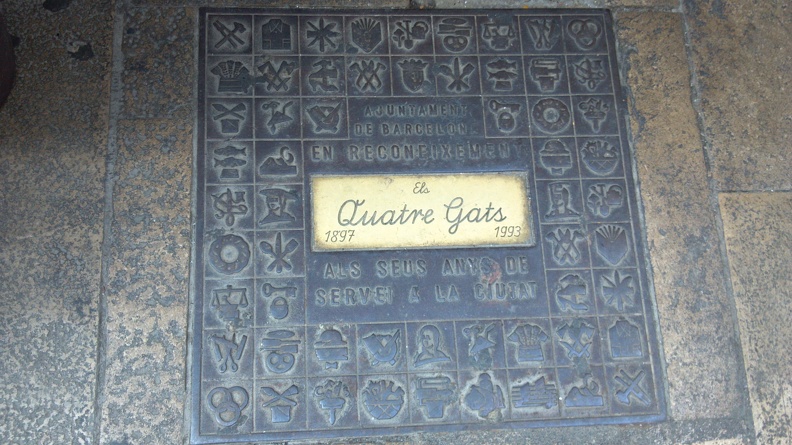 AJUNTAMENT
DE BARCELONA
EN RECONEIXEMENT
Els
Quatre Gats
1897 1993
ALS SEUS ANYS DE
SERVEI A LA CIUTAT